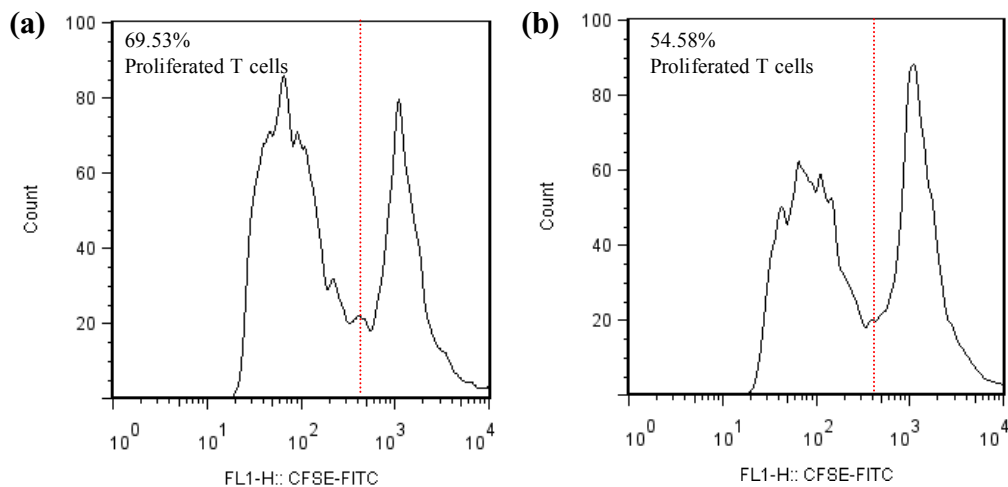 (a)
69.53%
Proliferated T cells
100
80
60
40
20
Count
10^0 10^1 10^2 10^3 10^4
FL1-H:: CFSE-FITC
(b)
54.58%
Proliferated T cells
100
80
60
40
20
Count
10^0 10^1 10^2 10^3 10^4
FL1-H:: CFSE-FITC